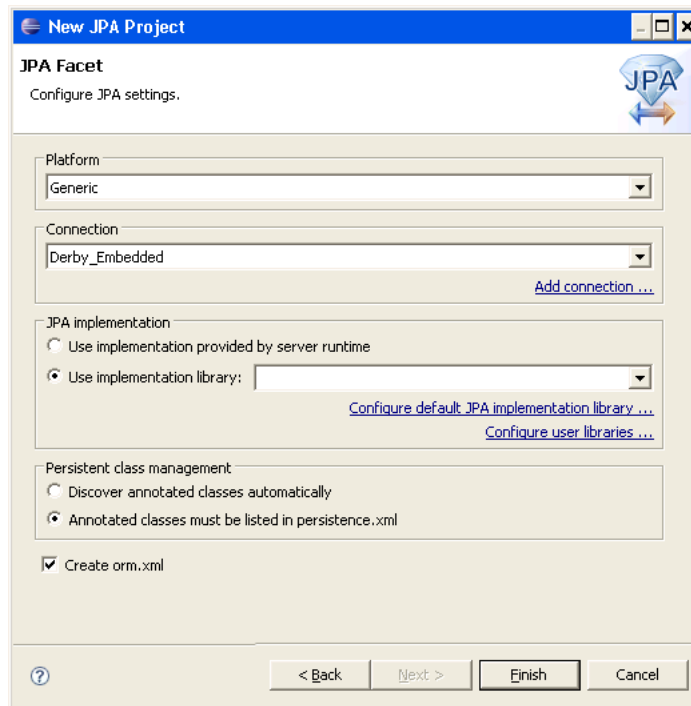 New JPA Project
JPA Facet
Configure JPA settings.
JPA
Platform
Generic
Connection
Derby_Embedded
Add connection ...
JPA implementation
Use implementation provided by server runtime
Use implementation library:
Configure default JPA implementation library ...
Configure user libraries ...
Persistent class management
Discover annotated classes automatically
Annotated classes must be listed in persistence.xml
Create orm.xml
?
< Back
Next >
Finish
Cancel